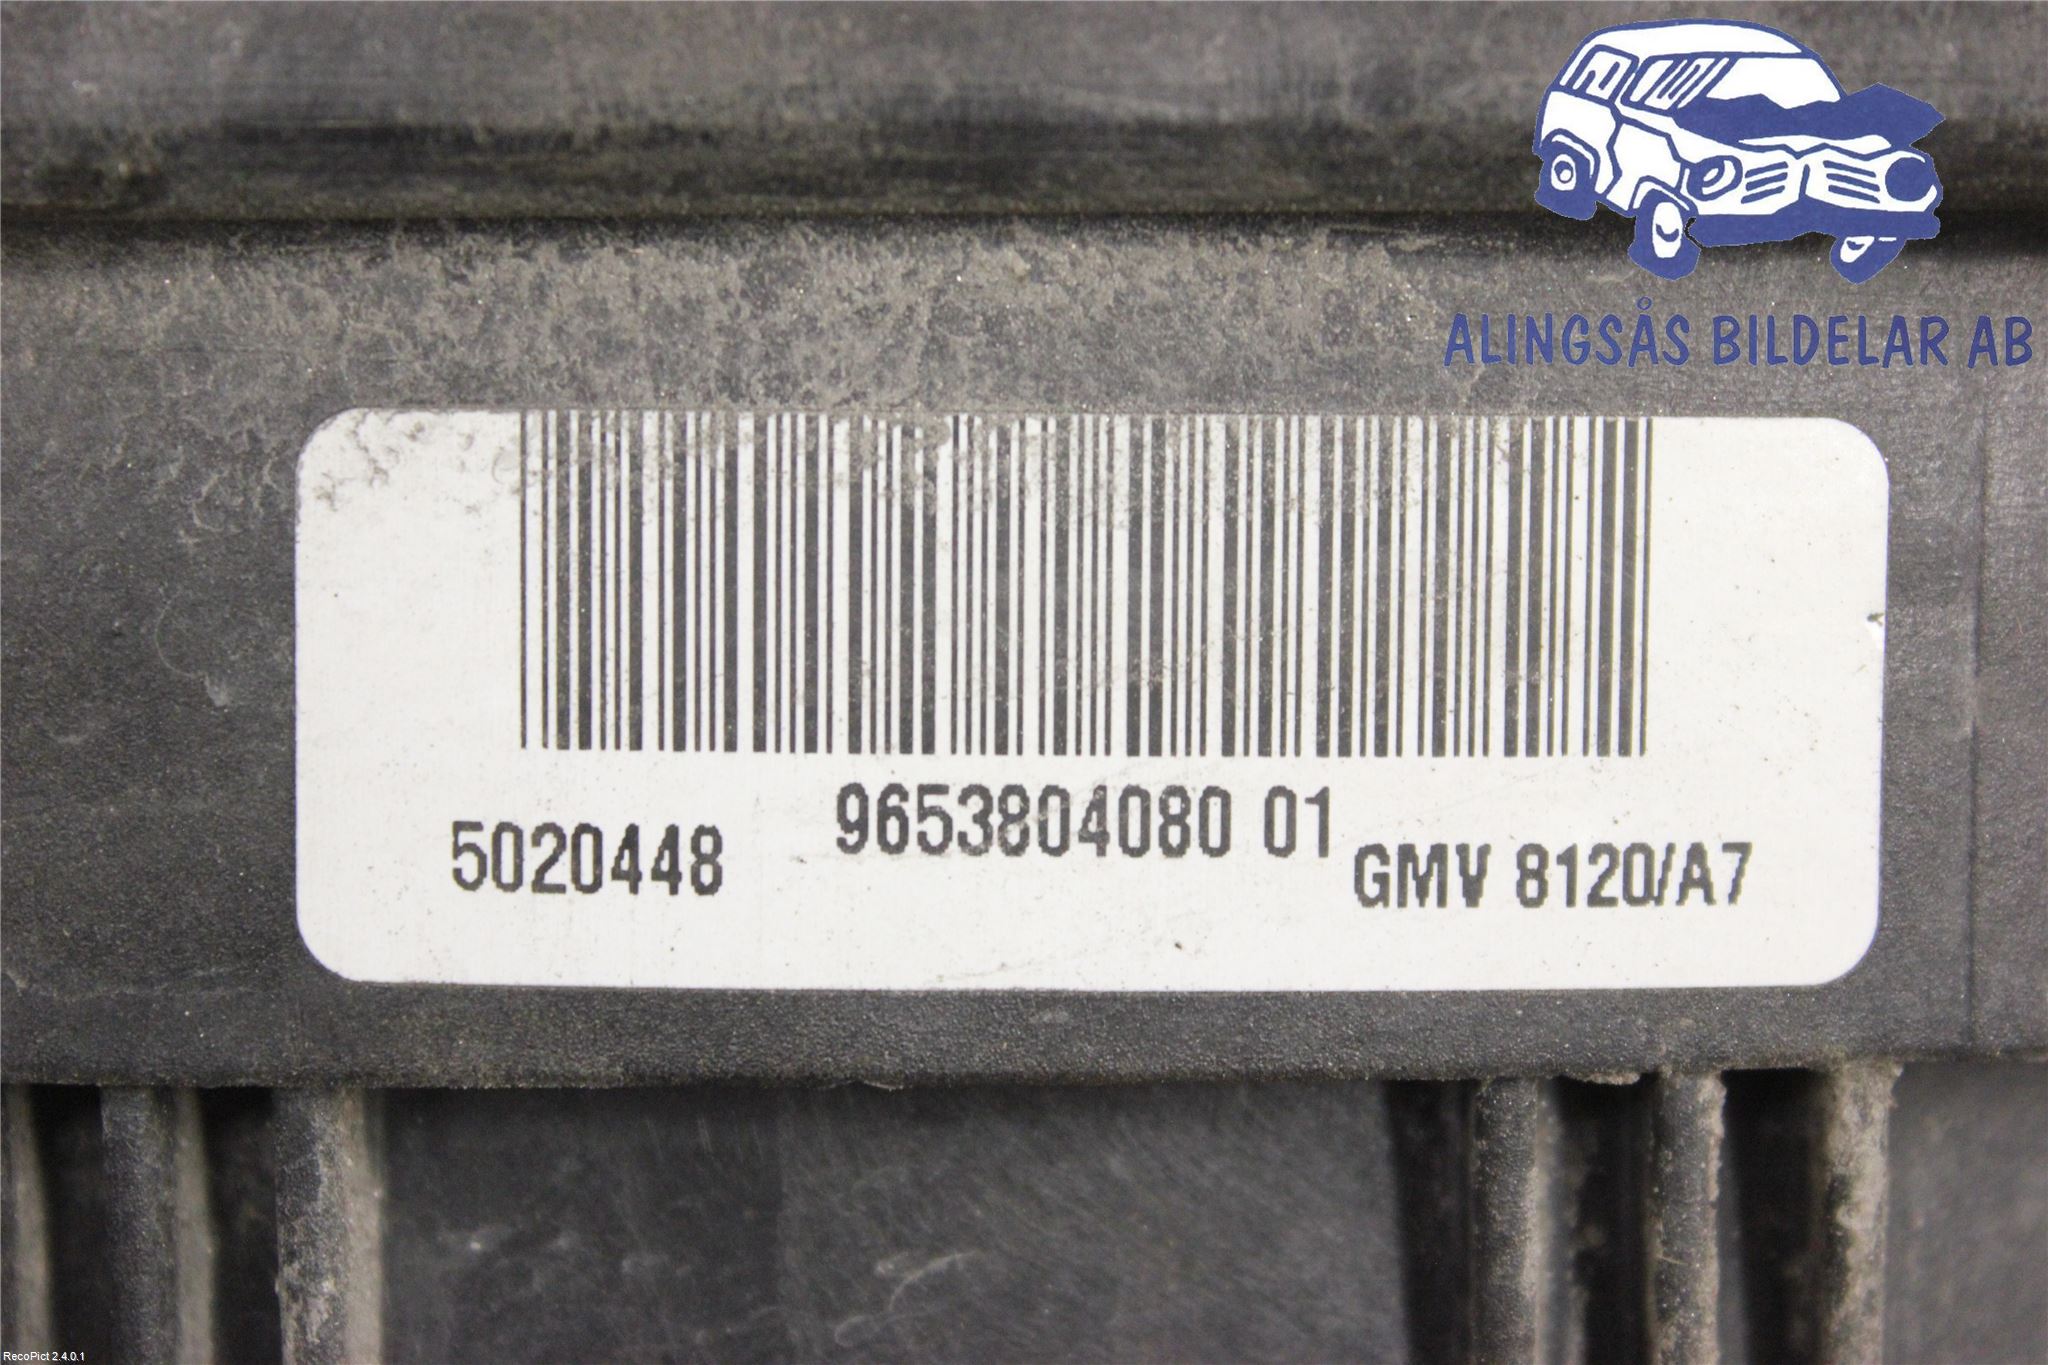 ALINGSÅS BILDELAR AB
9653804080 01
5020448
GMV 8120/A7
RecoPict 2.4.0.1